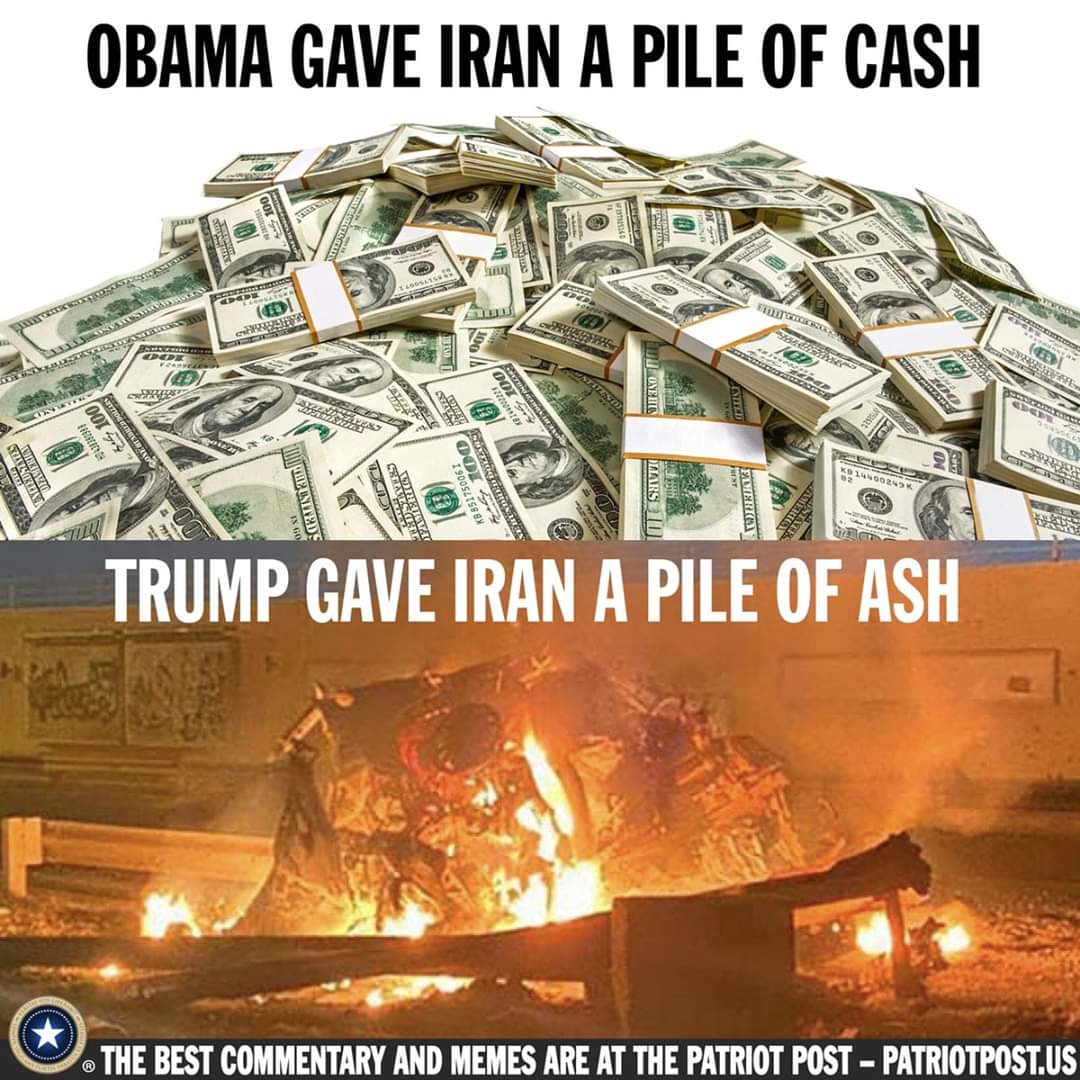 OBAMA GAVE IRAN A PILE OF CASH
TRUMP GAVE IRAN A PILE OF ASH
® THE BEST COMMENTARY AND MEMES ARE AT THE PATRIOT POST – PATRIOTPOST.US